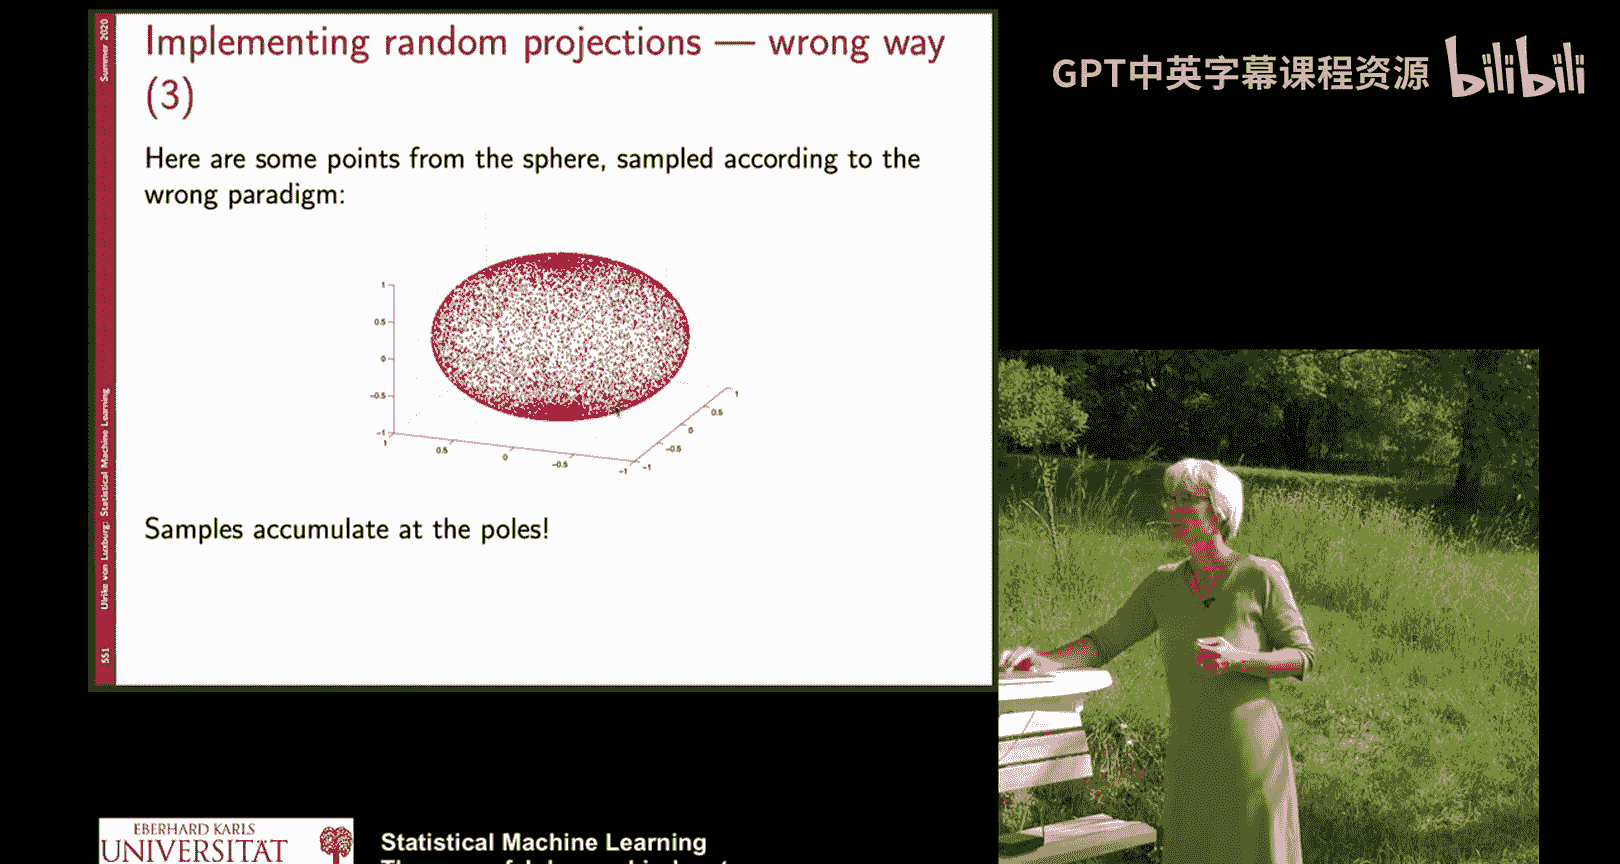 Implementing random projections — wrong way
(3)
Here are some points from the sphere, sampled according to the
wrong paradigm:
1
0.5
0
−0.5
−1
1
0.5
0
−0.5
−1
−1
−0.5
0
0.5
1
Samples accumulate at the poles!
Summer 2020
Ulrike von Luxburg: Statistical Machine Learning
551
GPT中英字幕课程资源 bilibili
EBERHARD KARLS
UNIVERSITÄT
Statistical Machine Learning